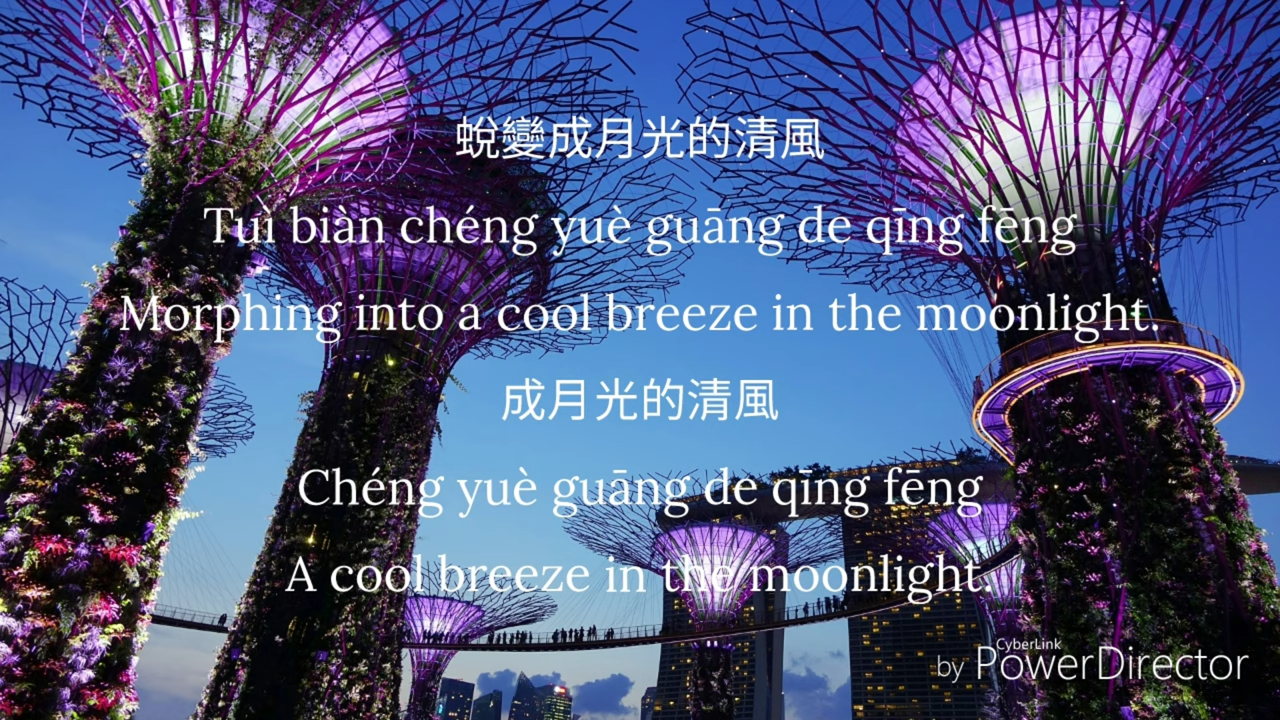 蛻變成月光的清風
Tuì biàn chéng yuè guāng de qīng fēng
Morphing into a cool breeze in the moonlight.
成月光的清風
Chéng yuè guāng de qīng fēng
A cool breeze in the moonlight.
CyberLink
by PowerDirector